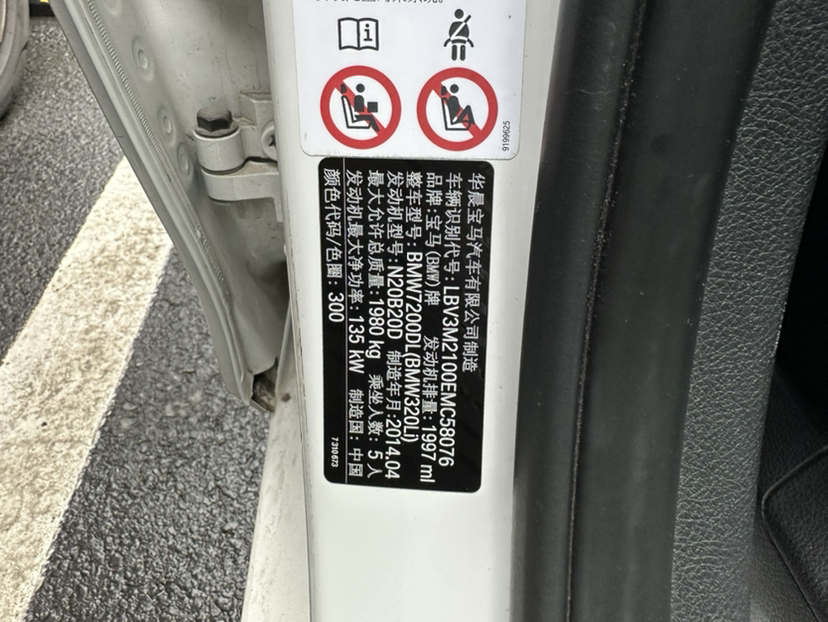 9199625
华晨宝马汽车有限公司制造
车辆识别代号: LBV3M2100EMC58076
品牌: 宝马(BMW)牌 发动机排量: 1997 ml
整车型号: BMW7200DL(BMW320Li)
发动机型号: N20B20D 制造年月: 2014.04
最大允许总质量: 1980 kg 乘坐人数: 5 人
发动机最大净功率: 135 kW 制造国: 中国
颜色代码/色圈: 300
7 310 673